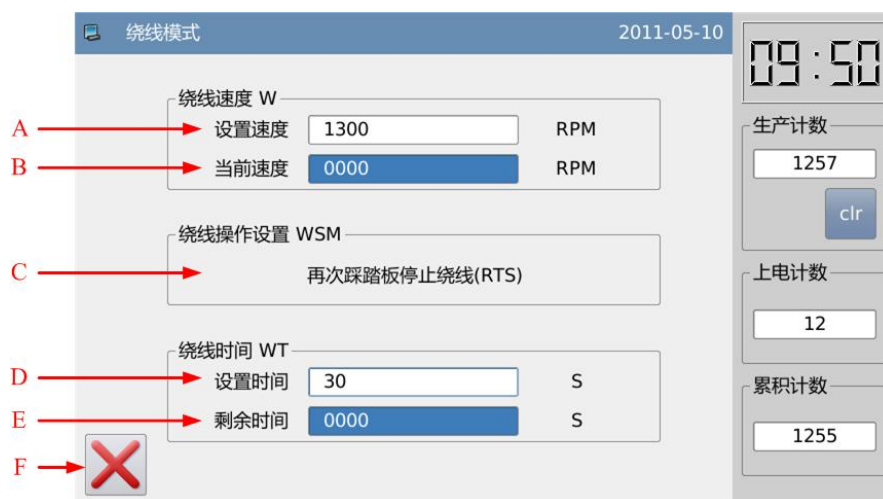 绕线模式 2011-05-10
09:50
绕线速度 W
A 设置速度 1300 RPM
B 当前速度 0000 RPM
绕线操作设置 WSM
C 再次踩踏板停止绕线(RTS)
绕线时间 WT
D 设置时间 30 S
E 剩余时间 0000 S
F
生产计数
1257
clr
上电计数
12
累积计数
1255